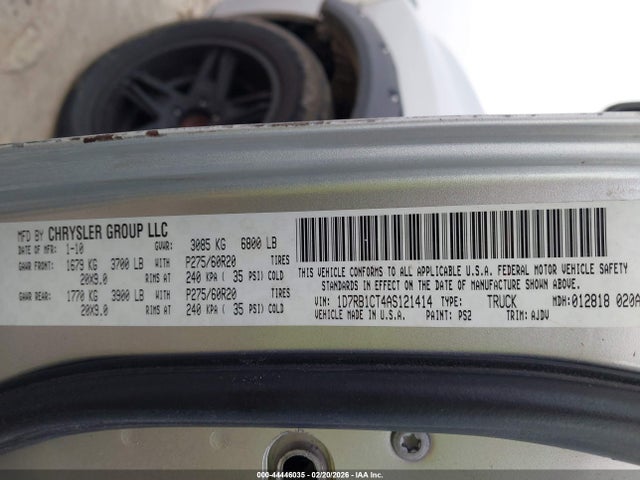 MFD BY CHRYSLER GROUP LLC
DATE OF MFR: 1-10 GVWR: 3085 KG 6800 LB
GAWR FRONT: 1679 KG 3700 LB WITH P275/60R20 TIRES
20X9.0 RIMS AT 240 KPA ( 35 PSI) COLD
GAWR REAR: 1770 KG 3900 LB WITH P275/60R20 TIRES
20X9.0 RIMS AT 240 KPA ( 35 PSI) COLD
THIS VEHICLE CONFORMS TO ALL APPLICABLE U.S.A. FEDERAL MOTOR VEHICLE SAFETY
STANDARDS IN EFFECT ON THE DATE OF MANUFACTURE SHOWN ABOVE.
VIN: 1D7RB1CT4AS121414 TYPE: TRUCK MDH:012818 020A
VEHICLE MADE IN U.S.A. PAINT: PS2 TRIM: AJDV
000-44446035 - 02/20/2026 - IAA Inc.